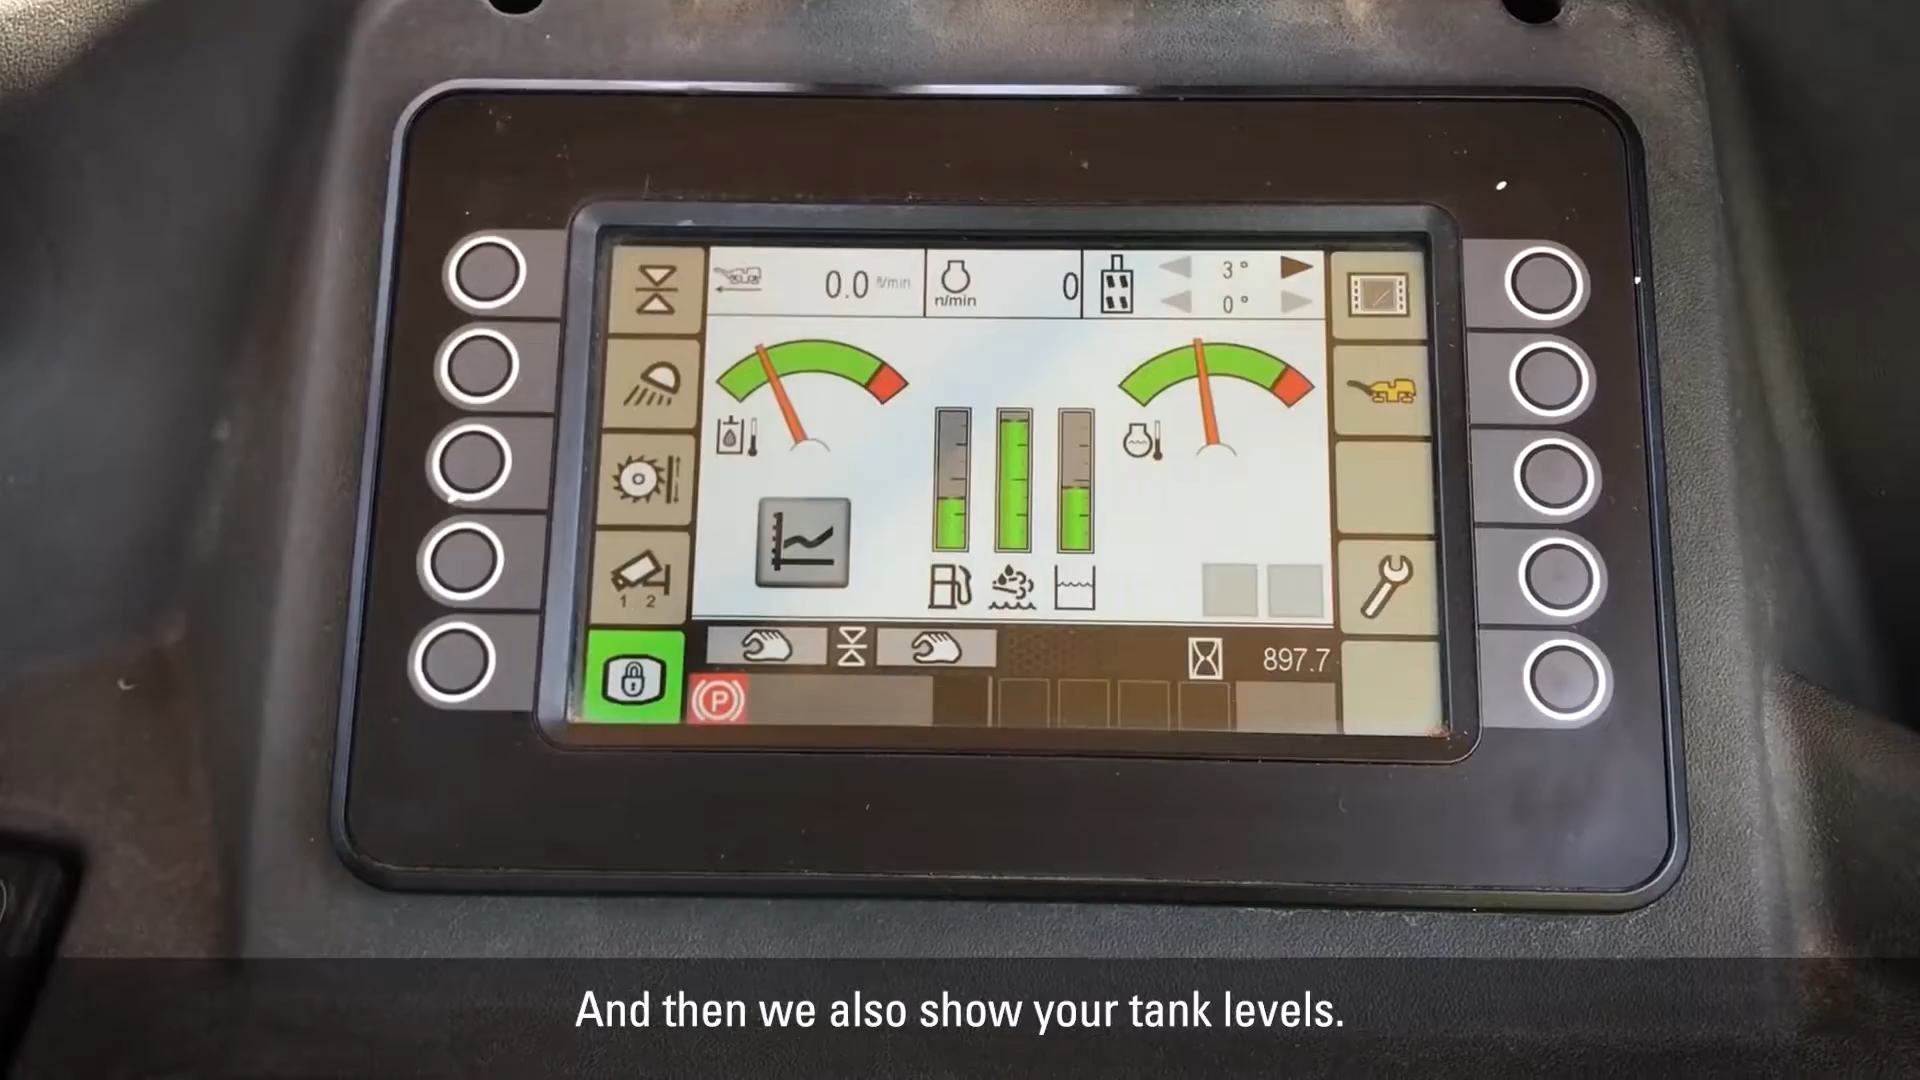 0.0 ft/min
n/min 0
3°
0°
1 2
897.7
P
And then we also show your tank levels.